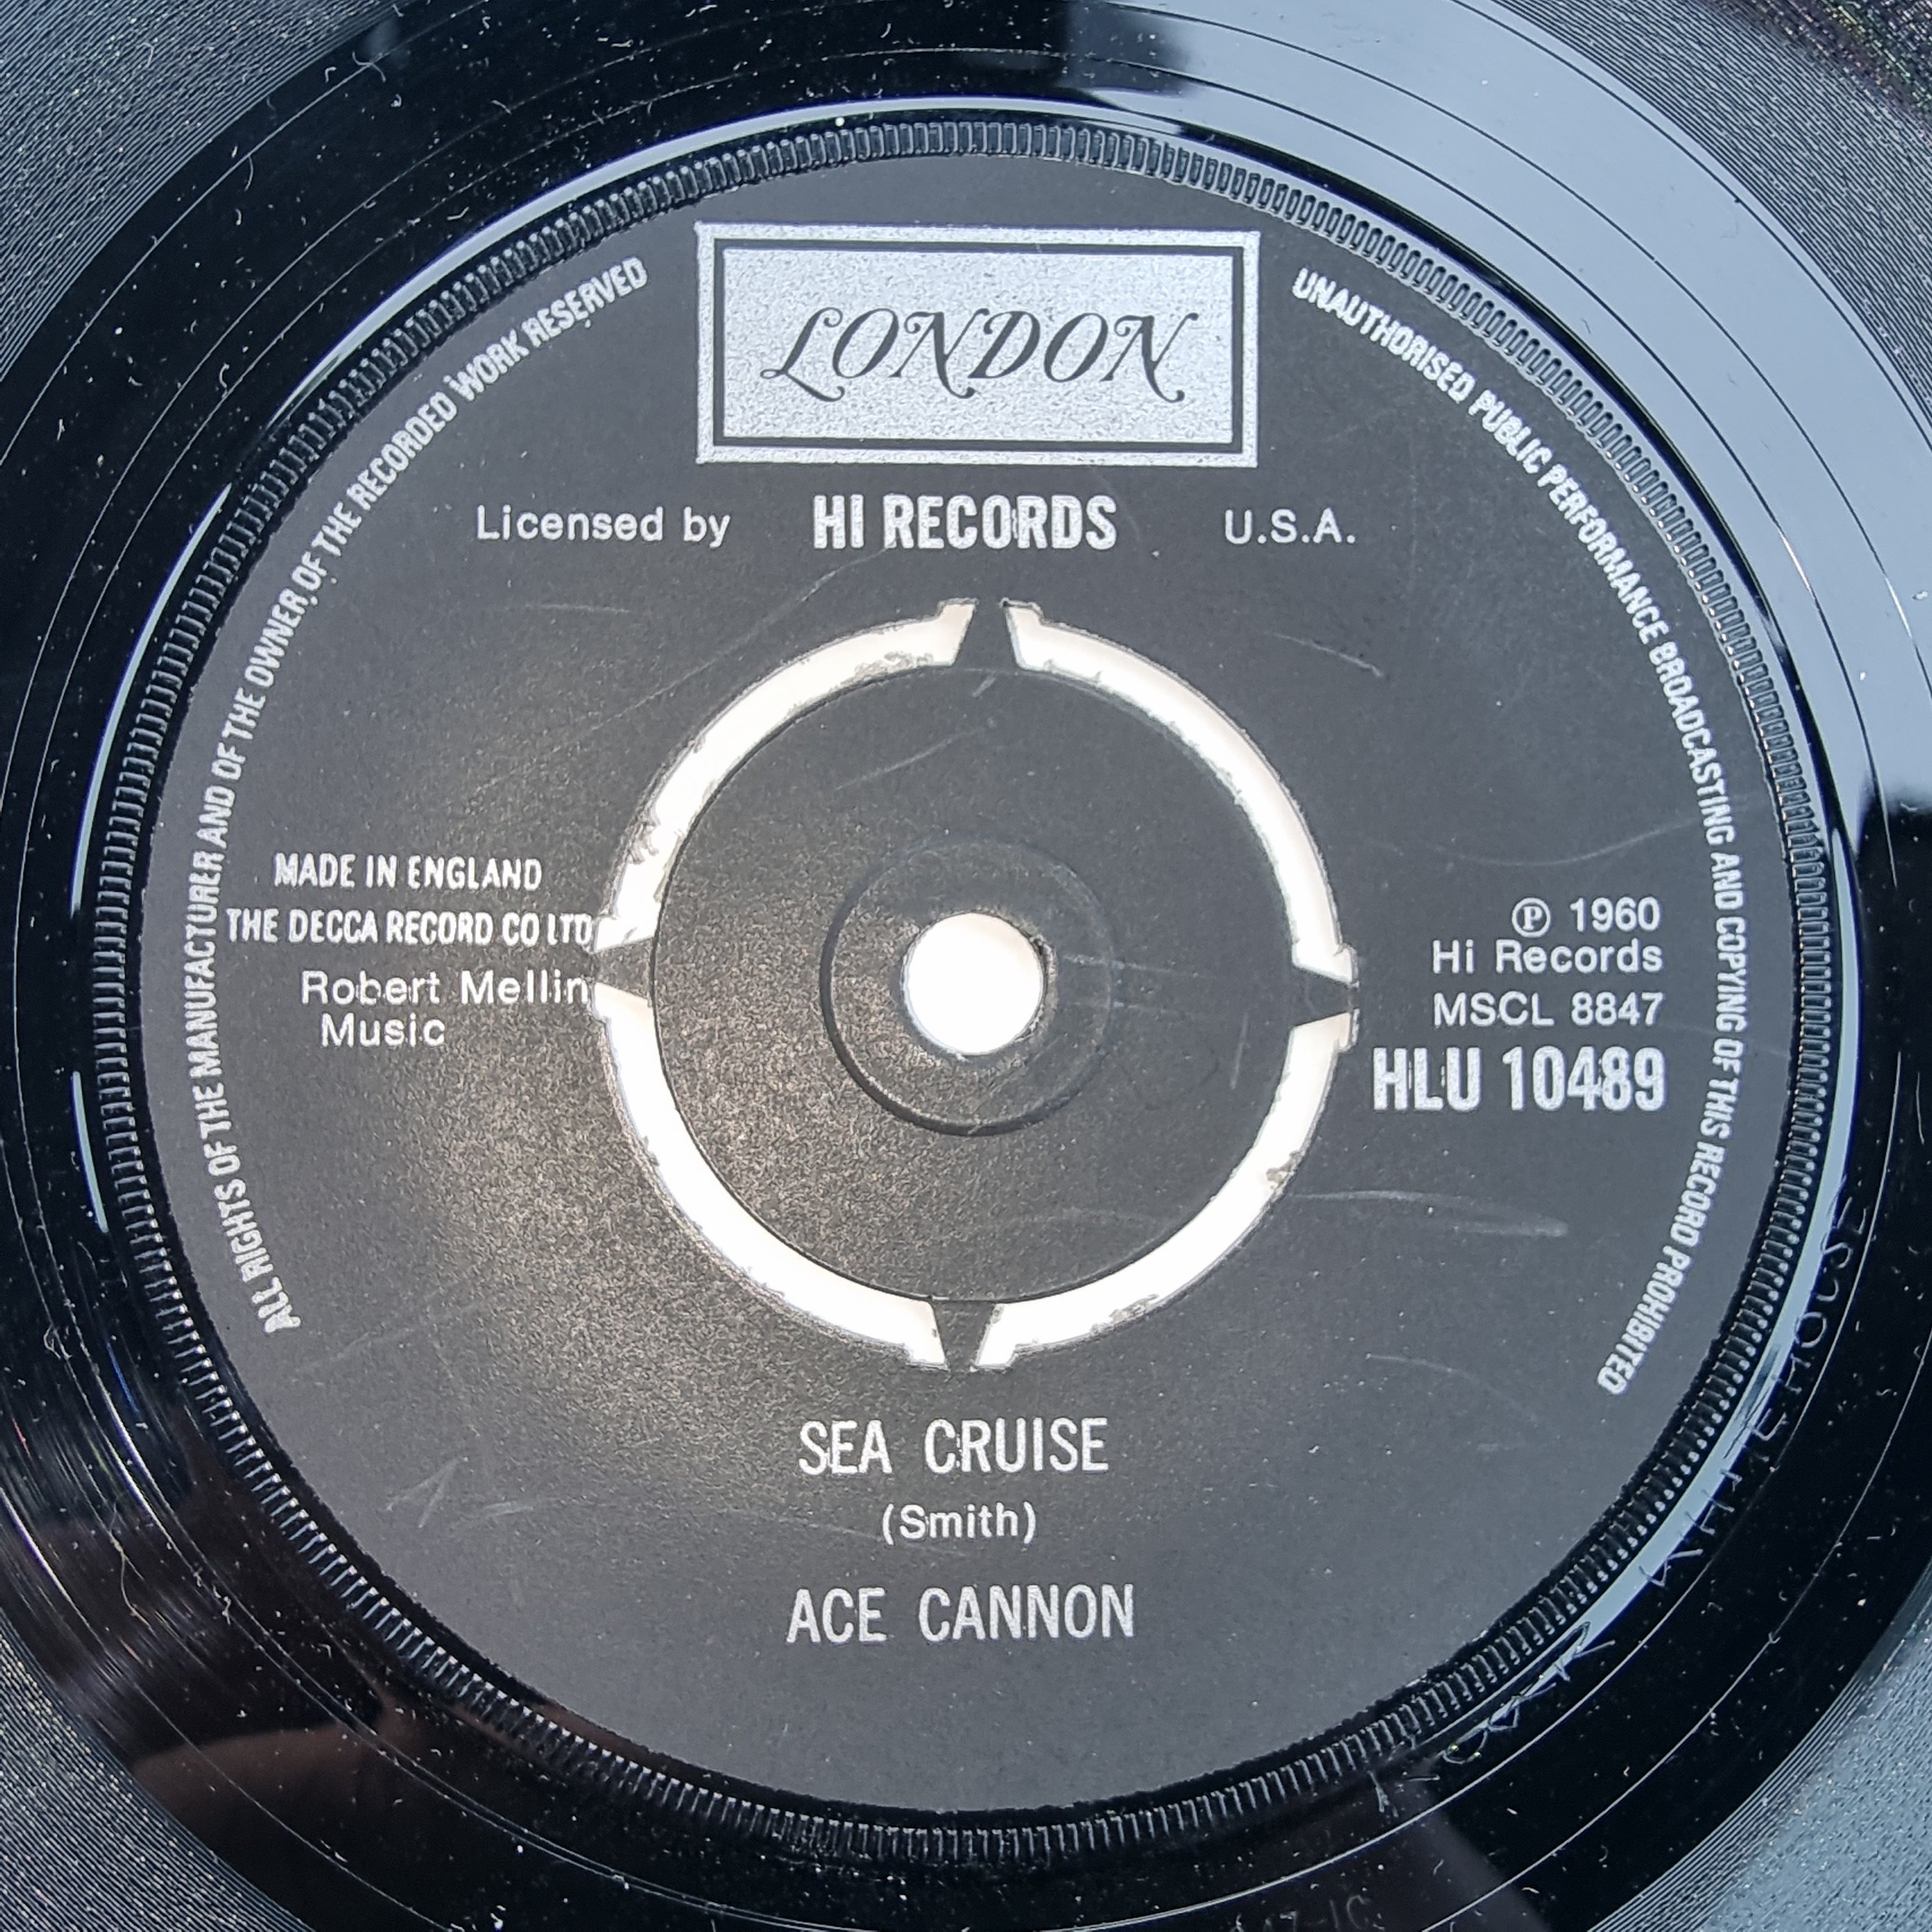 LONDON
Licensed by HI RECORDS U.S.A.
ALL RIGHTS OF THE MANUFACTURER AND OF THE OWNER OF THE RECORDED WORK RESERVED
UNAUTHORISED PUBLIC PERFORMANCE BROADCASTING AND COPYING OF THIS RECORD PROHIBITED
MADE IN ENGLAND
THE DECCA RECORD CO LTD
Robert Mellin
Music
℗ 1960
Hi Records
MSCL 8847
HLU 10489
SEA CRUISE
(Smith)
ACE CANNON